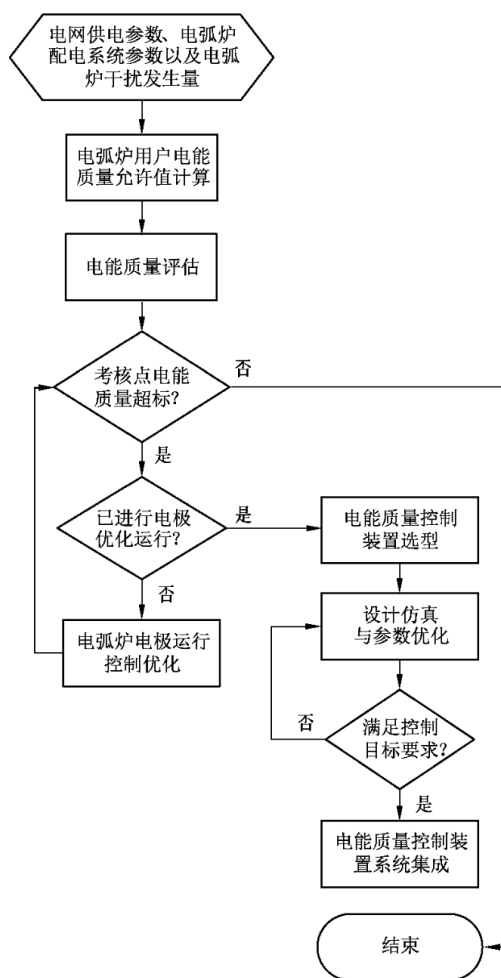 电网供电参数、电弧炉
配电系统参数以及电弧
炉干扰发生量
电弧炉用户电能
质量允许值计算
电能质量评估
考核点电能
质量超标?
否
是
已进行电极
优化运行?
是
否
电弧炉电极运行
控制优化
电能质量控制
装置选型
设计仿真
与参数优化
满足控制
目标要求?
否
是
电能质量控制装
置系统集成
结束